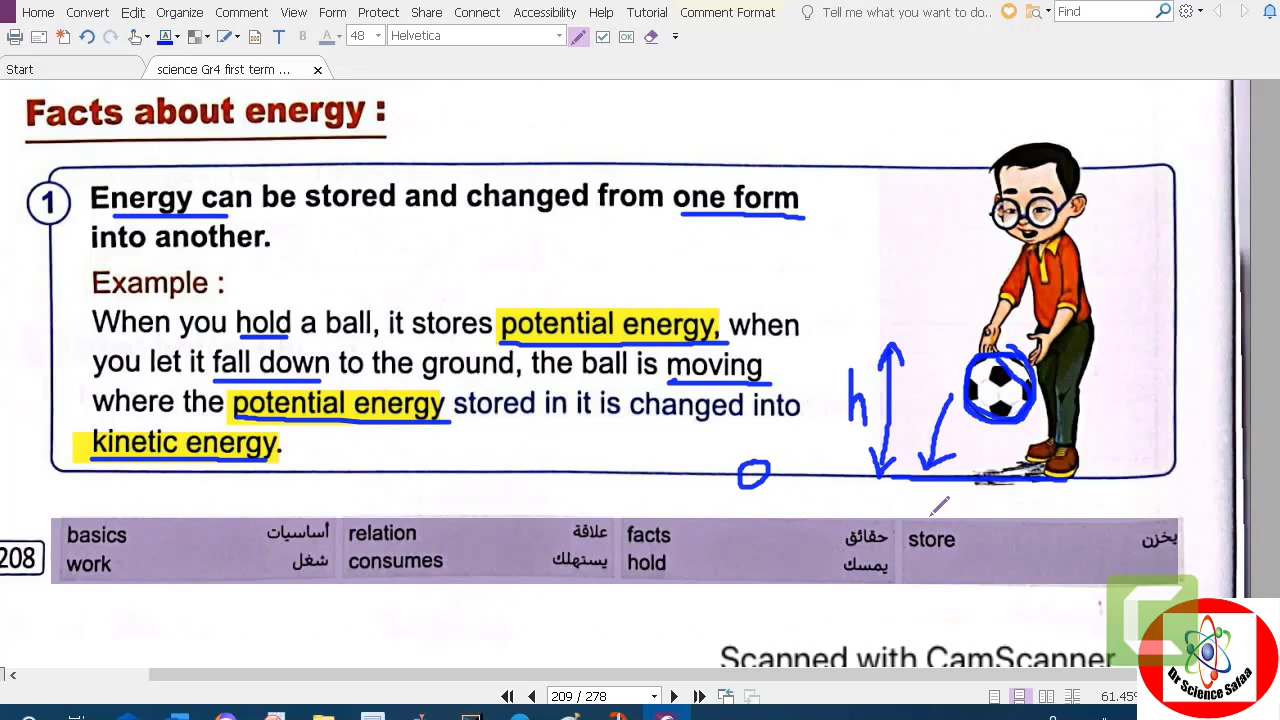 Home Convert Edit Organize Comment View Form Protect Share Connect Accessibility Help Tutorial Comment Format Tell me what you want to do.. Find
48 Helvetica
Start science Gr4 first term ... x
Facts about energy :
1 Energy can be stored and changed from one form
into another.
Example :
When you hold a ball, it stores potential energy, when
you let it fall down to the ground, the ball is moving
where the potential energy stored in it is changed into
kinetic energy.
h
208
basics أساسيات relation علاقة facts حقائق store يخزن
work شغل consumes يستهلك hold يمسك
Scanned with CamScanner
Dr Science Safaa
209 / 278 61.45%